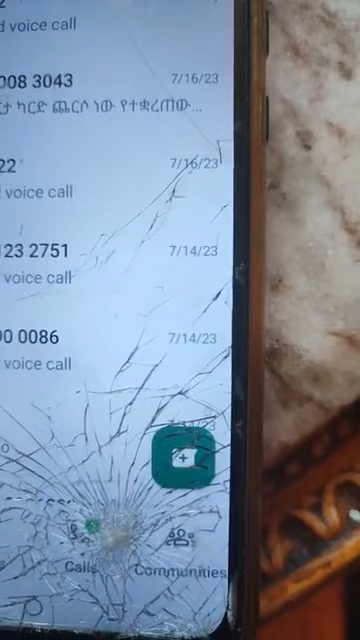 d voice call
008 3043
7/16/23
ታ ካርድ ጨርሶ ነው የተቋረጠው...
22
7/16/23
d voice call
123 2751
7/14/23
voice call
00 0086
7/14/23
voice call
Calls
Communities